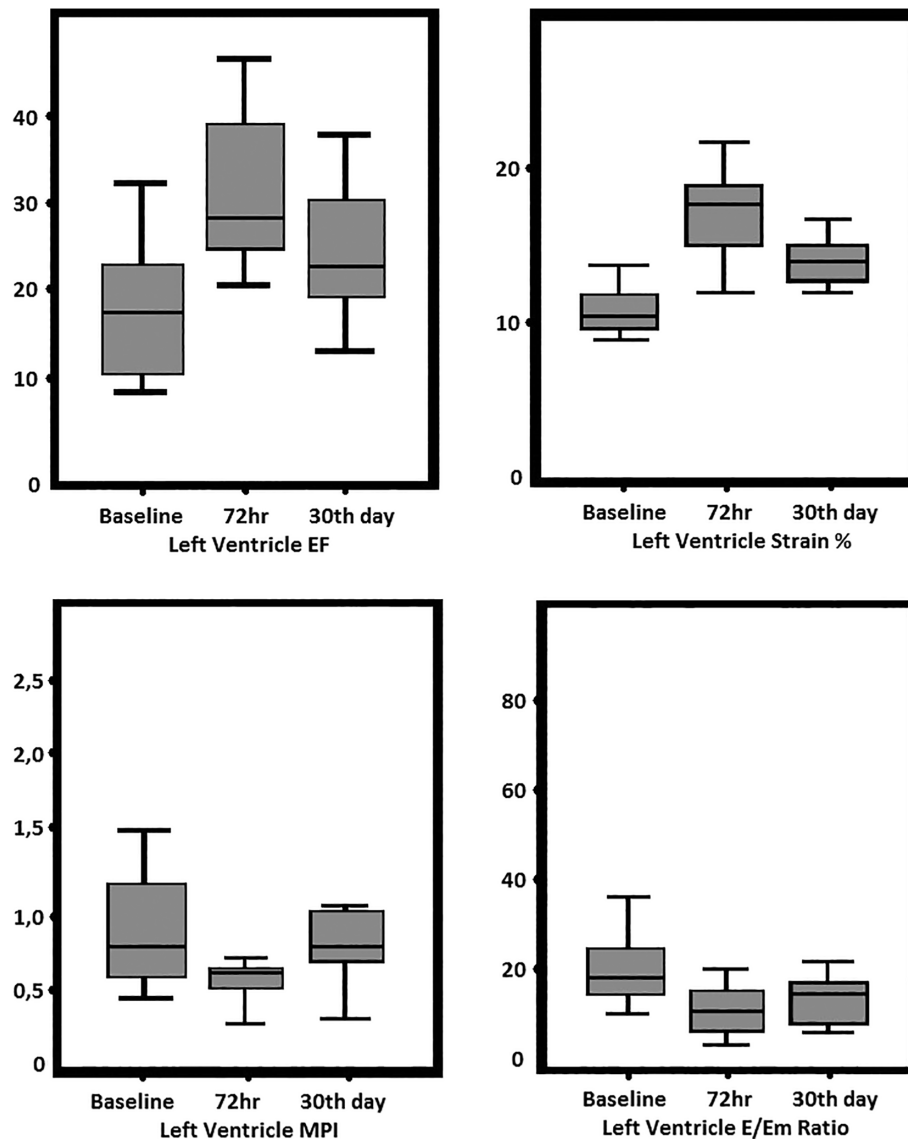 40
30
20
10
0
Baseline 72hr 30th day
Left Ventricle EF
20
10
0
Baseline 72hr 30th day
Left Ventricle Strain %
2,5
2,0
1,5
1,0
0,5
0
Baseline 72hr 30th day
Left Ventricle MPI
80
60
40
20
0
Baseline 72hr 30th day
Left Ventricle E/Em Ratio